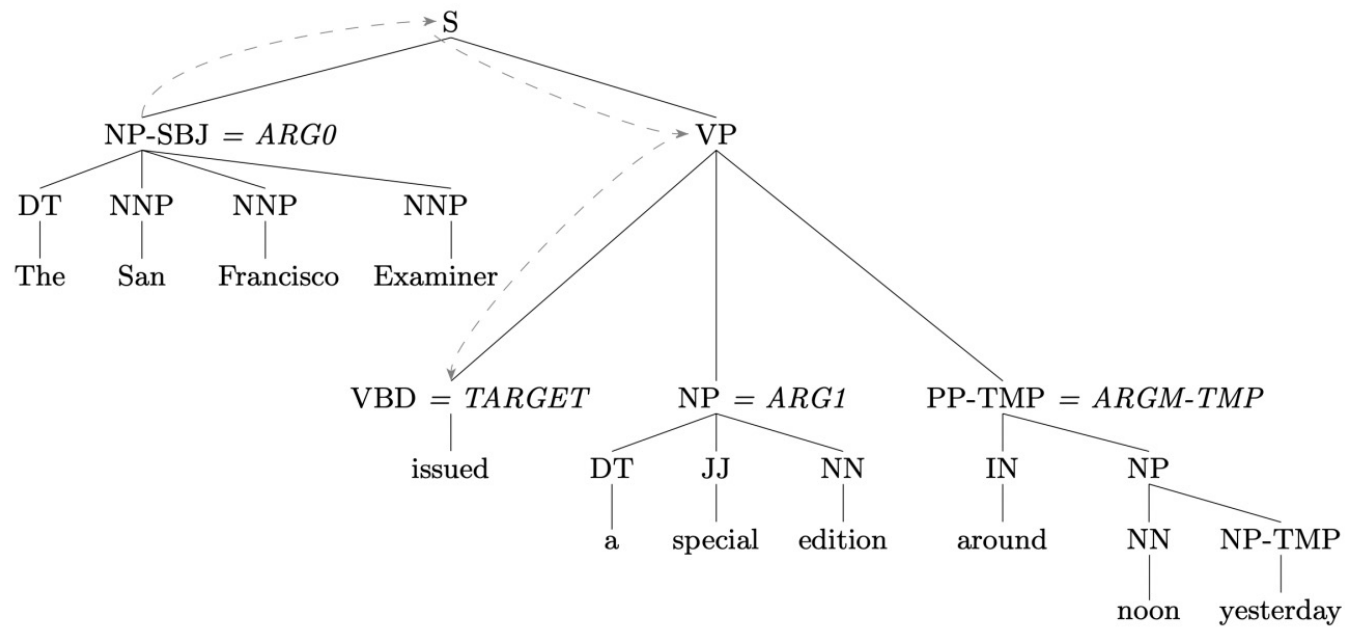 S
NP-SBJ = ARG0 VP
DT NNP NNP NNP
The San Francisco Examiner
VBD = TARGET NP = ARG1 PP-TMP = ARGM-TMP
issued DT JJ NN IN NP
a special edition around NN NP-TMP
noon yesterday